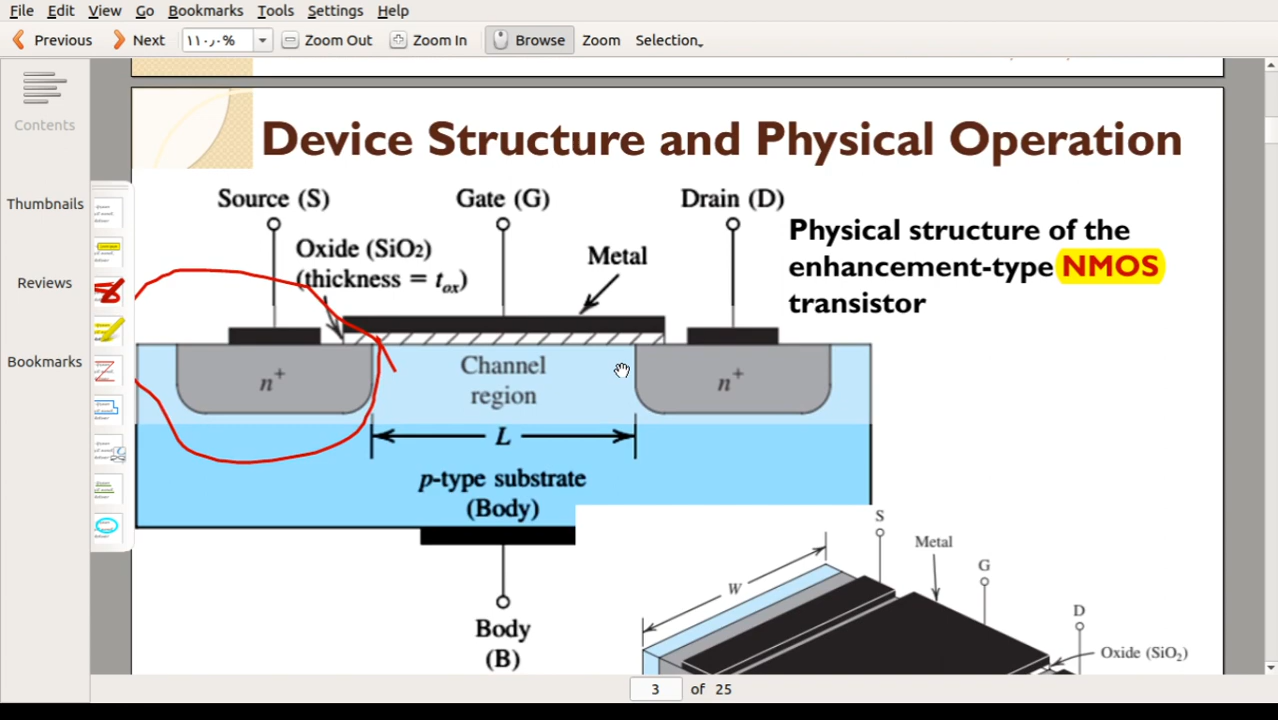 File Edit View Go Bookmarks Tools Settings Help
Previous Next ١١٠٫٠% Zoom Out Zoom In Browse Zoom Selection
Contents
Thumbnails
Reviews
Bookmarks
Device Structure and Physical Operation
Source (S) Gate (G) Drain (D)
Oxide (SiO2)
(thickness = tox)
Metal
Physical structure of the
enhancement-type NMOS
transistor
n+ Channel
region n+
L
p-type substrate
(Body)
Body
(B)
S
Metal
G
W
D
Oxide (SiO2)
3 of 25